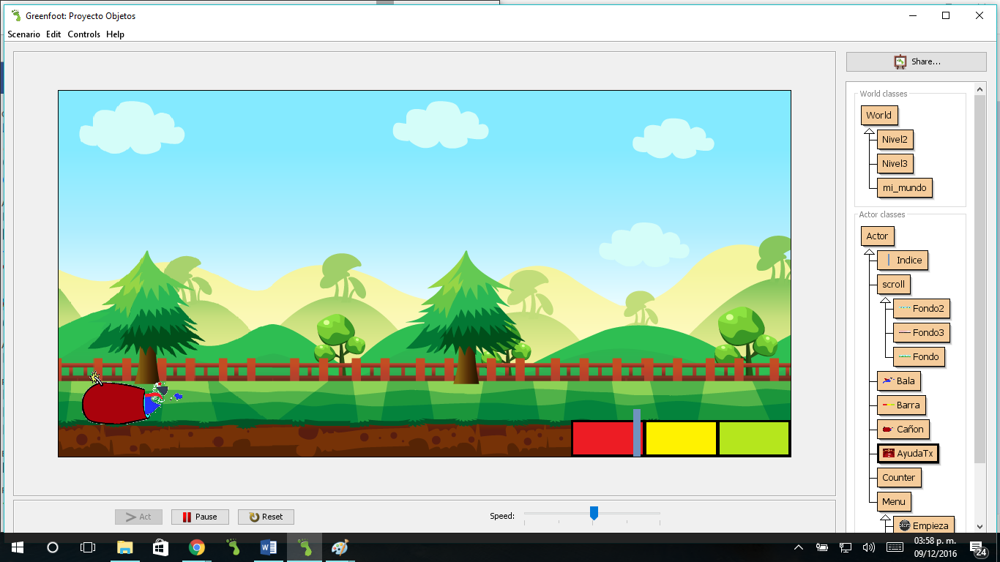 Greenfoot: Proyecto Objetos
Scenario Edit Controls Help
Share...
World classes
World
Nivel2
Nivel3
mi_mundo
Actor classes
Actor
Indice
scroll
Fondo2
Fondo3
Fondo
Bala
Barra
Cañon
AyudaTx
Counter
Menu
Empieza
Act
Pause
Reset
Speed:
03:58 p. m.
09/12/2016
24